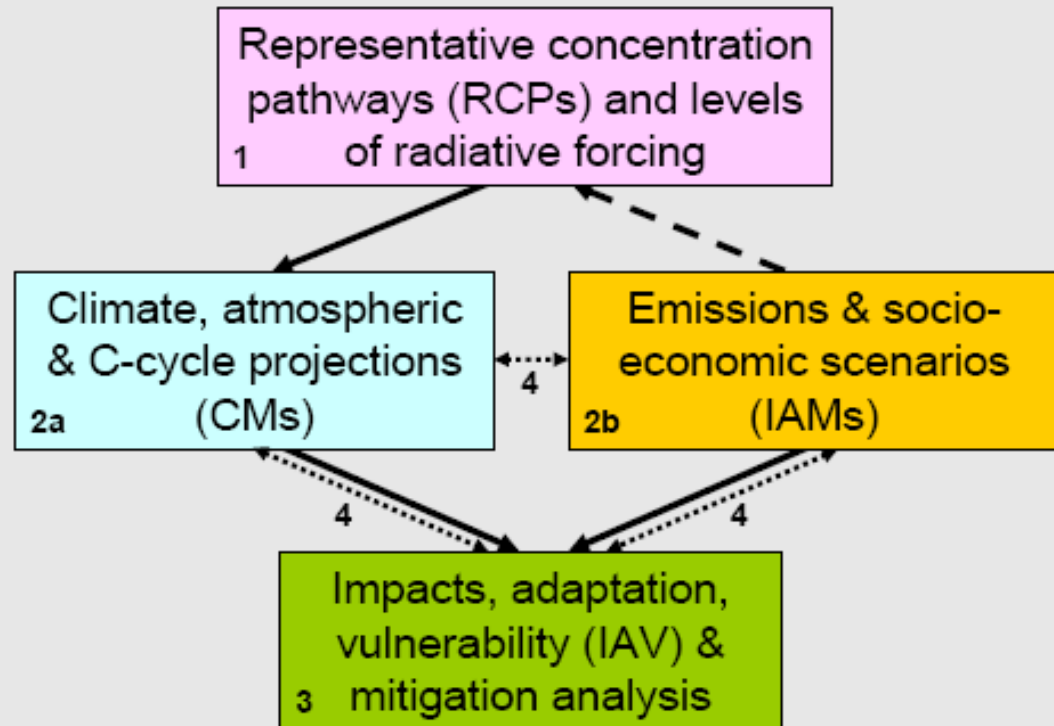 Representative concentration
pathways (RCPs) and levels
1 of radiative forcing
Climate, atmospheric
& C-cycle projections
2a (CMs)
4
Emissions & socio-
economic scenarios
2b (IAMs)
4
4
Impacts, adaptation,
vulnerability (IAV) &
3 mitigation analysis